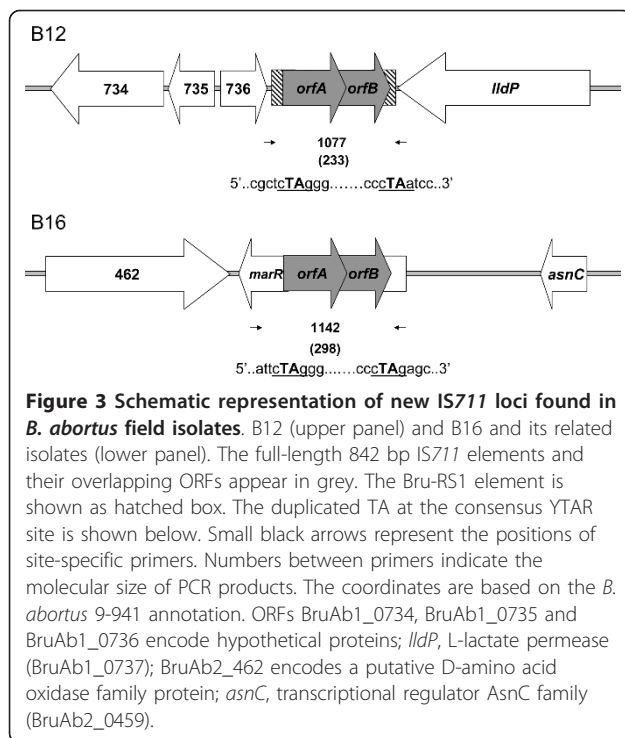 B12
734 735 736 orfA orfB lldP
1077
(233)
5'..cgctcTAggg.......cccTAatcc..3'
B16
462 marR orfA orfB asnC
1142
(298)
5'..attcTAggg.......cccTAgagc..3'
Figure 3 Schematic representation of new IS711 loci found in
B. abortus field isolates. B12 (upper panel) and B16 and its related
isolates (lower panel). The full-length 842 bp IS711 elements and
their overlapping ORFs appear in grey. The Bru-RS1 element is
shown as hatched box. The duplicated TA at the consensus YTAR
site is shown below. Small black arrows represent the positions of
site-specific primers. Numbers between primers indicate the
molecular size of PCR products. The coordinates are based on the B.
abortus 9-941 annotation. ORFs BruAb1_0734, BruAb1_0735 and
BruAb1_0736 encode hypothetical proteins; lldP, L-lactate permease
(BruAb1_0737); BruAb2_462 encodes a putative D-amino acid
oxidase family protein; asnC, transcriptional regulator AsnC family
(BruAb2_0459).